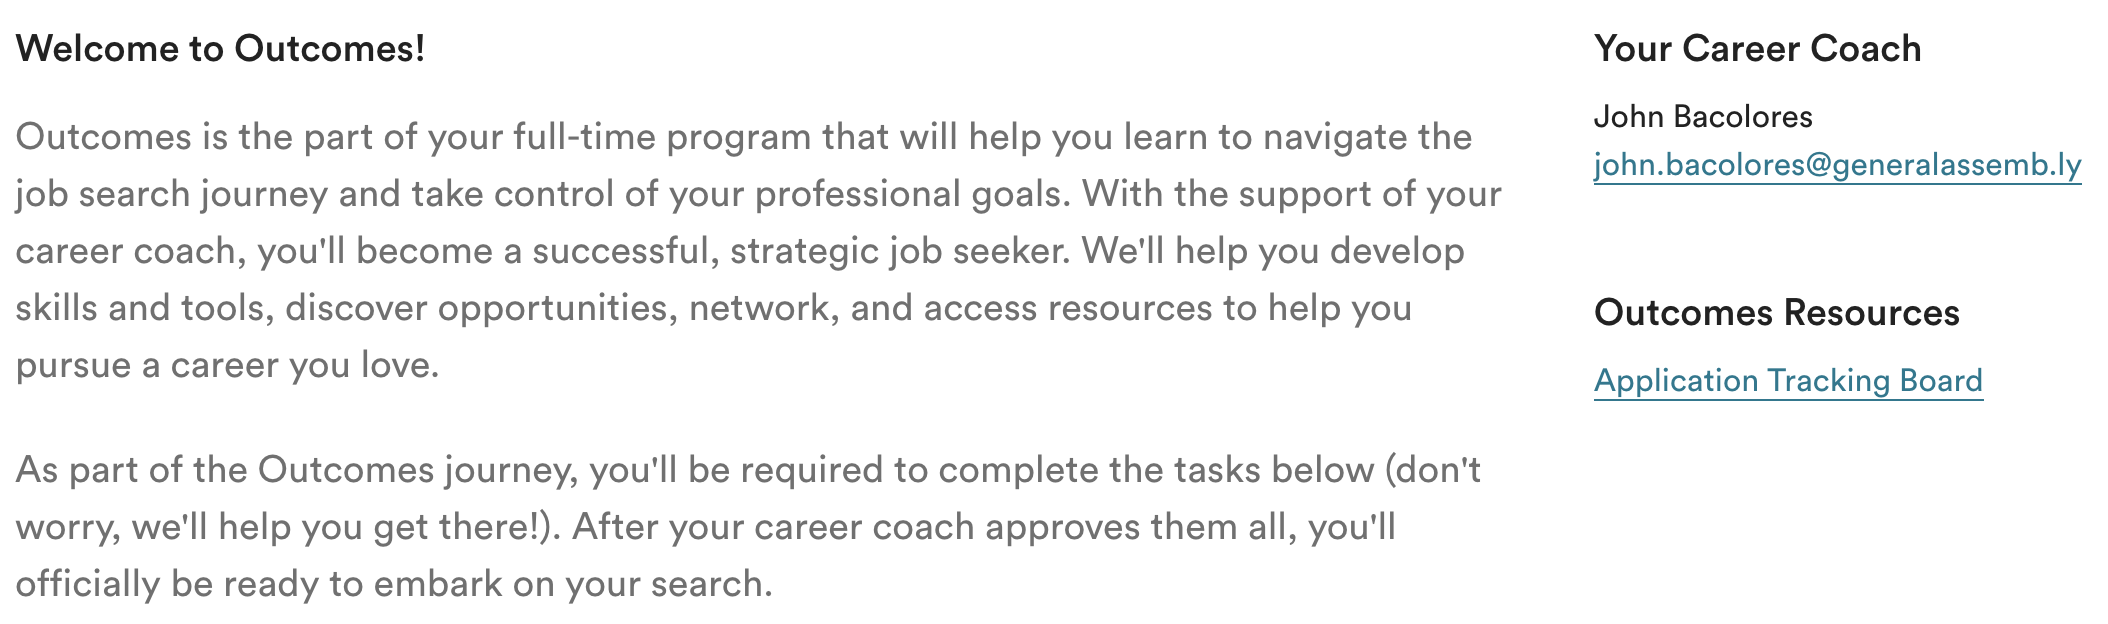 Welcome to Outcomes!
Outcomes is the part of your full-time program that will help you learn to navigate the
job search journey and take control of your professional goals. With the support of your
career coach, you'll become a successful, strategic job seeker. We'll help you develop
skills and tools, discover opportunities, network, and access resources to help you
pursue a career you love.
As part of the Outcomes journey, you'll be required to complete the tasks below (don't
worry, we'll help you get there!). After your career coach approves them all, you'll
officially be ready to embark on your search.
Your Career Coach
John Bacolores
john.bacolores@generalassemb.ly
Outcomes Resources
Application Tracking Board